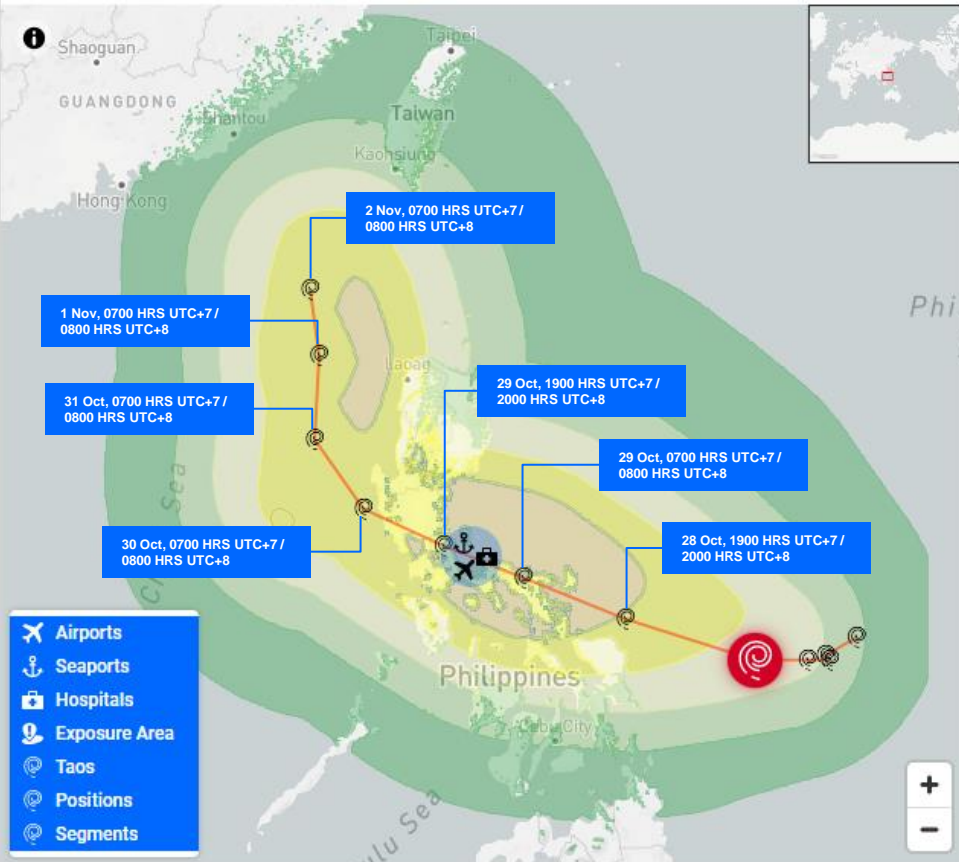 Shaoguan
Taipei
GUANGDONG
Shantou
Taiwan
Kaohsiung
Hong Kong
2 Nov, 0700 HRS UTC+7 /
0800 HRS UTC+8
Phi
1 Nov, 0700 HRS UTC+7 /
0800 HRS UTC+8
Laoag
29 Oct, 1900 HRS UTC+7 /
2000 HRS UTC+8
31 Oct, 0700 HRS UTC+7 /
0800 HRS UTC+8
29 Oct, 0700 HRS UTC+7 /
0800 HRS UTC+8
Sea
30 Oct, 0700 HRS UTC+7 /
0800 HRS UTC+8
28 Oct, 1900 HRS UTC+7 /
2000 HRS UTC+8
C
Airports
Seaports
Hospitals
Exposure Area
Taos
Positions
Segments
Philippines
Cebu City
ulu Sea
+
−